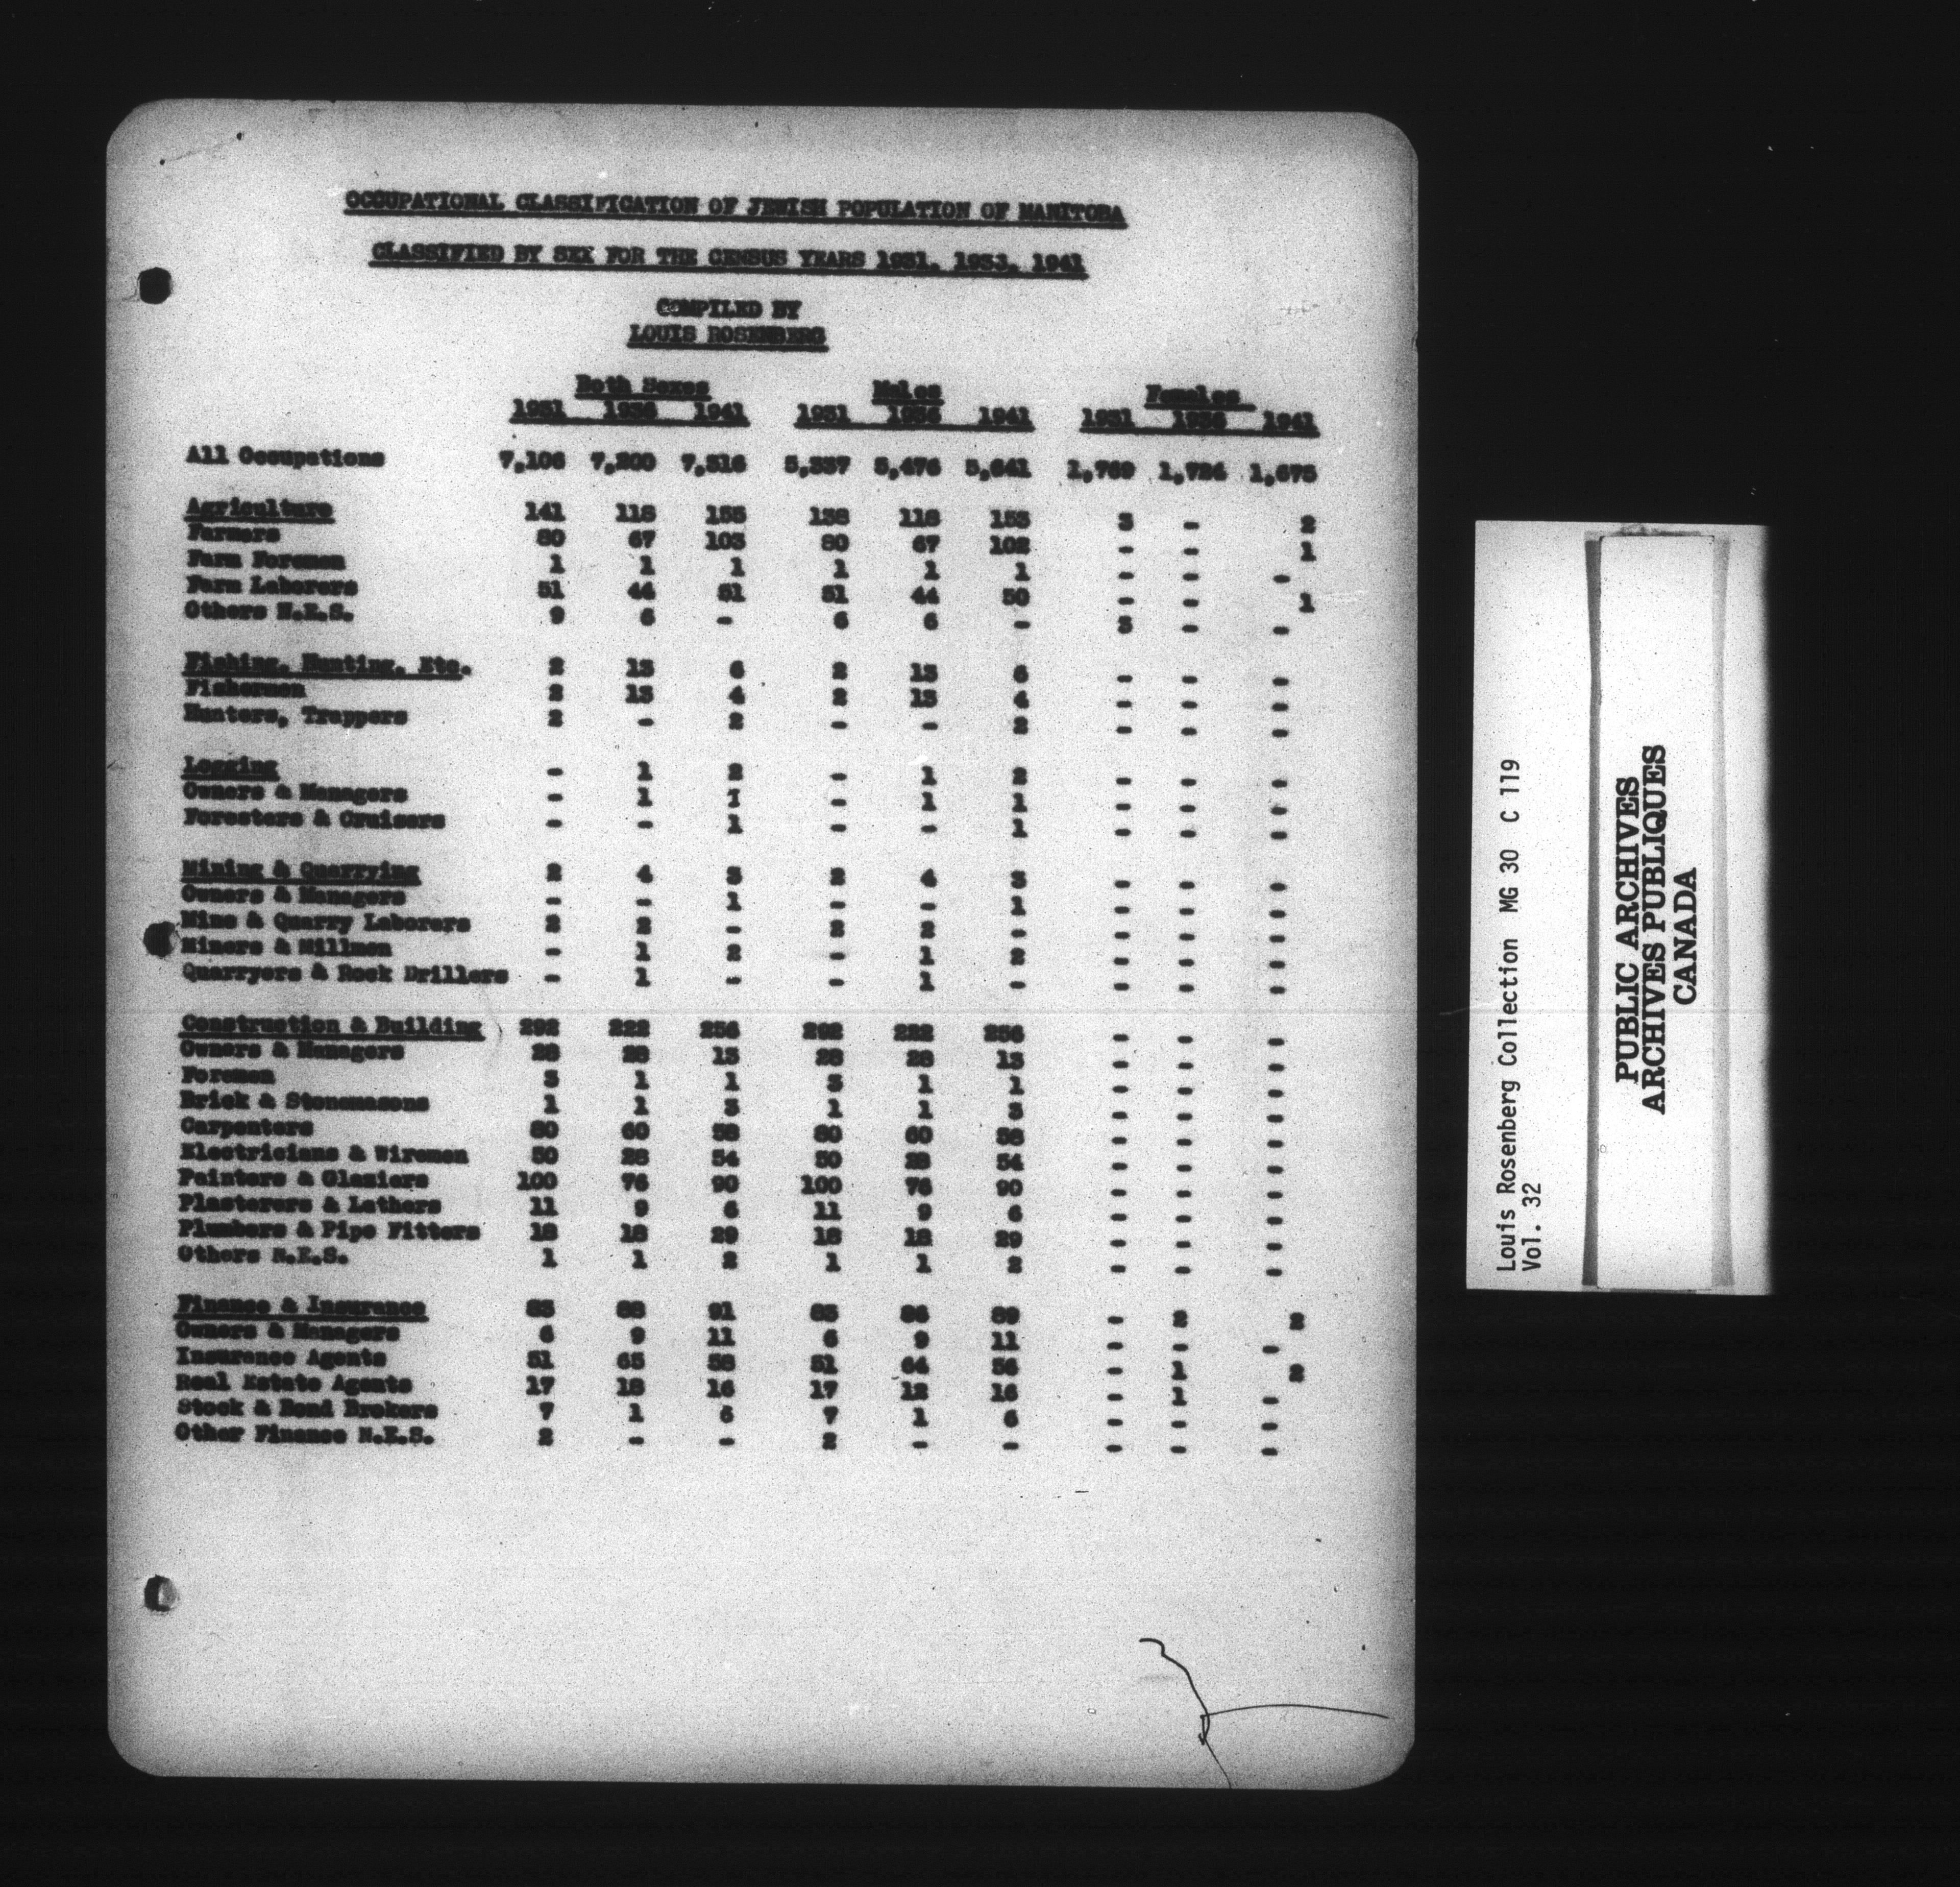 OCCUPATIONAL CLASSIFICATION OF JEWISH POPULATION OF MANITOBA
CLASSIFIED BY SEX FOR THE CENSUS YEARS 1931, 1936, 1941
COMPILED BY
LOUIS ROSENBERG
Both Sexes Males Females
1931 1936 1941 1931 1936 1941 1931 1936 1941
All Occupations 7,106 7,200 7,316 5,337 5,476 5,641 1,769 1,724 1,675
Agriculture 141 118 155 138 118 153 3 - 2
Farmers 80 67 103 80 67 102 - - 1
Farm Foremen 1 1 1 1 1 1 - - -
Farm Laborers 51 44 51 51 44 50 - - 1
Others N.E.S. 9 6 - 6 6 - 3 - -
Fishing, Hunting, Etc. 2 13 6 2 13 6 - - -
Fishermen 2 13 4 2 13 4 - - -
Hunters, Trappers 2 - 2 - - 2 - - -
Logging - 1 2 - 1 2 - - -
Owners & Managers - 1 1 - 1 1 - - -
Foresters & Cruisers - - 1 - - 1 - - -
Mining & Quarrying 2 4 3 2 4 3 - - -
Owners & Managers - - 1 - - 1 - - -
Mine & Quarry Laborers 2 2 - 2 2 - - - -
Miners & Millmen - 1 2 - 1 2 - - -
Quarryers & Rock Drillers - 1 - - 1 - - - -
Construction & Building 292 222 256 292 222 256 - - -
Owners & Managers 28 28 13 28 28 13 - - -
Foremen 3 1 1 3 1 1 - - -
Brick & Stonemasons 1 1 3 1 1 3 - - -
Carpenters 80 60 58 80 60 58 - - -
Electricians & Wiremen 50 28 54 50 28 54 - - -
Painters & Glaziers 100 76 90 100 76 90 - - -
Plasterers & Lathers 11 9 6 11 9 6 - - -
Plumbers & Pipe Fitters 18 18 29 18 18 29 - - -
Others N.E.S. 1 1 2 1 1 2 - - -
Finance & Insurance 83 88 91 83 86 89 - 2 2
Owners & Managers 6 9 11 6 9 11 - - -
Insurance Agents 51 65 58 51 64 56 - 1 2
Real Estate Agents 17 13 16 17 12 16 - 1 -
Stock & Bond Brokers 7 1 6 7 1 6 - - -
Other Finance N.E.S. 2 - - 2 - - - - -
Louis Rosenberg Collection MG 30 C 119
Vol. 32
PUBLIC ARCHIVES
ARCHIVES PUBLIQUES
CANADA